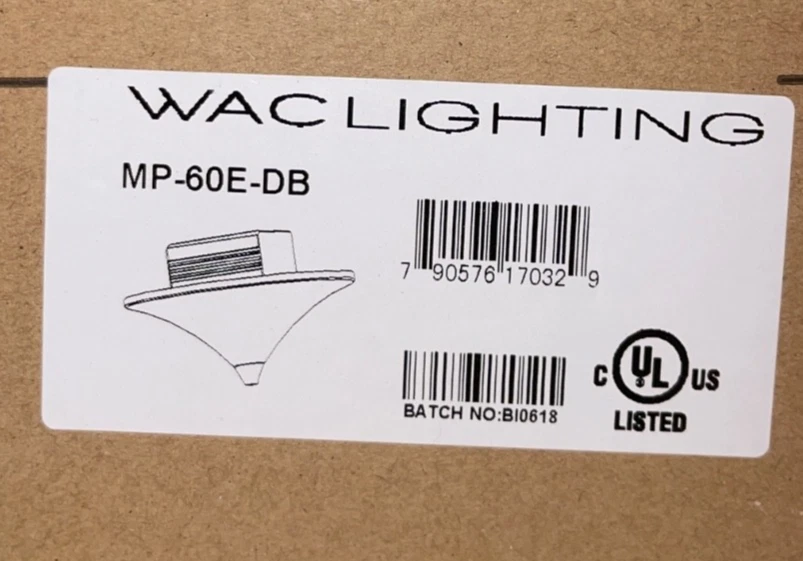 WAC LIGHTING
MP-60E-DB
7 90576 17032 9
BATCH NO:BI0618
C UL US
LISTED